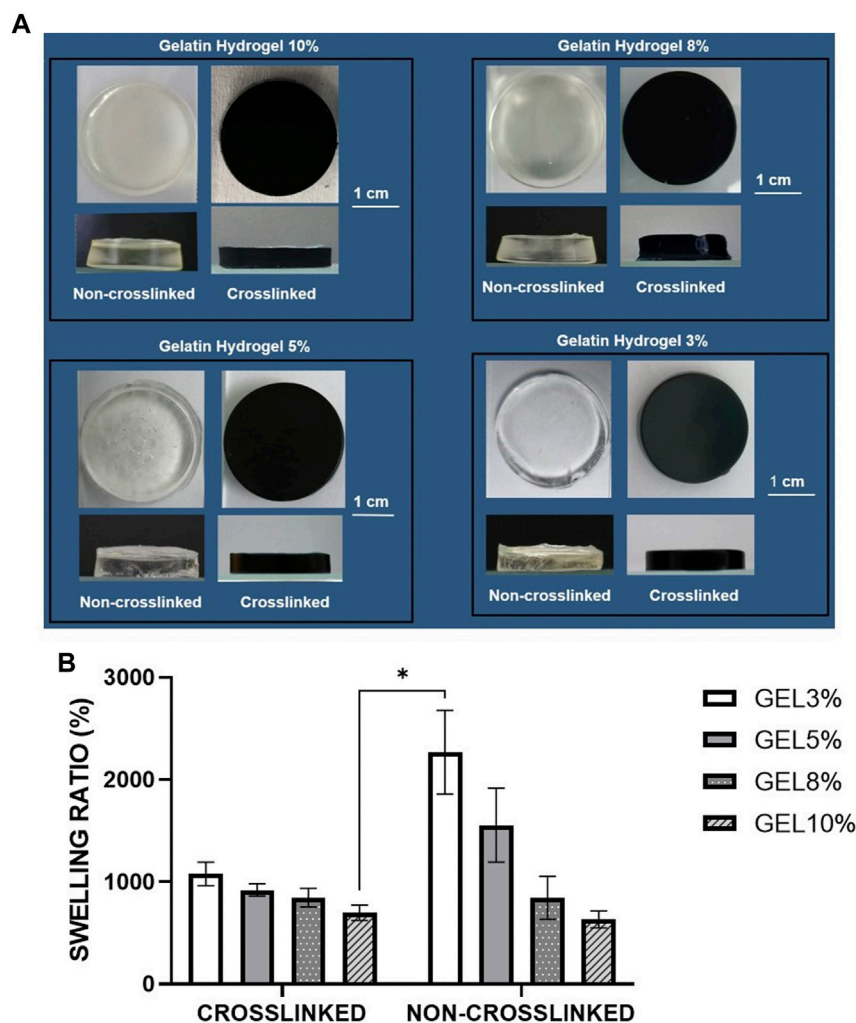 A
Gelatin Hydrogel 10%
1 cm
Non-crosslinked Crosslinked
Gelatin Hydrogel 8%
1 cm
Non-crosslinked Crosslinked
Gelatin Hydrogel 5%
1 cm
Non-crosslinked Crosslinked
Gelatin Hydrogel 3%
1 cm
Non-crosslinked Crosslinked
B
SWELLING RATIO (%)
3000
2000
1000
0
*
CROSSLINKED NON-CROSSLINKED
GEL3%
GEL5%
GEL8%
GEL10%